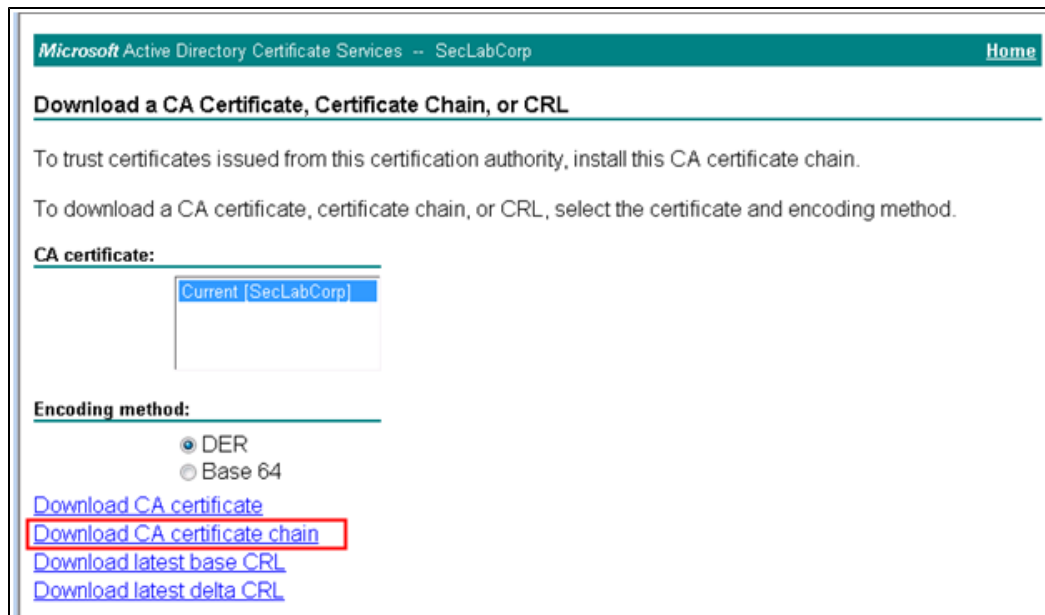 Microsoft Active Directory Certificate Services -- SecLabCorp Home
Download a CA Certificate, Certificate Chain, or CRL
To trust certificates issued from this certification authority, install this CA certificate chain.
To download a CA certificate, certificate chain, or CRL, select the certificate and encoding method.
CA certificate:
Current [SecLabCorp]
Encoding method:
DER
Base 64
Download CA certificate
Download CA certificate chain
Download latest base CRL
Download latest delta CRL